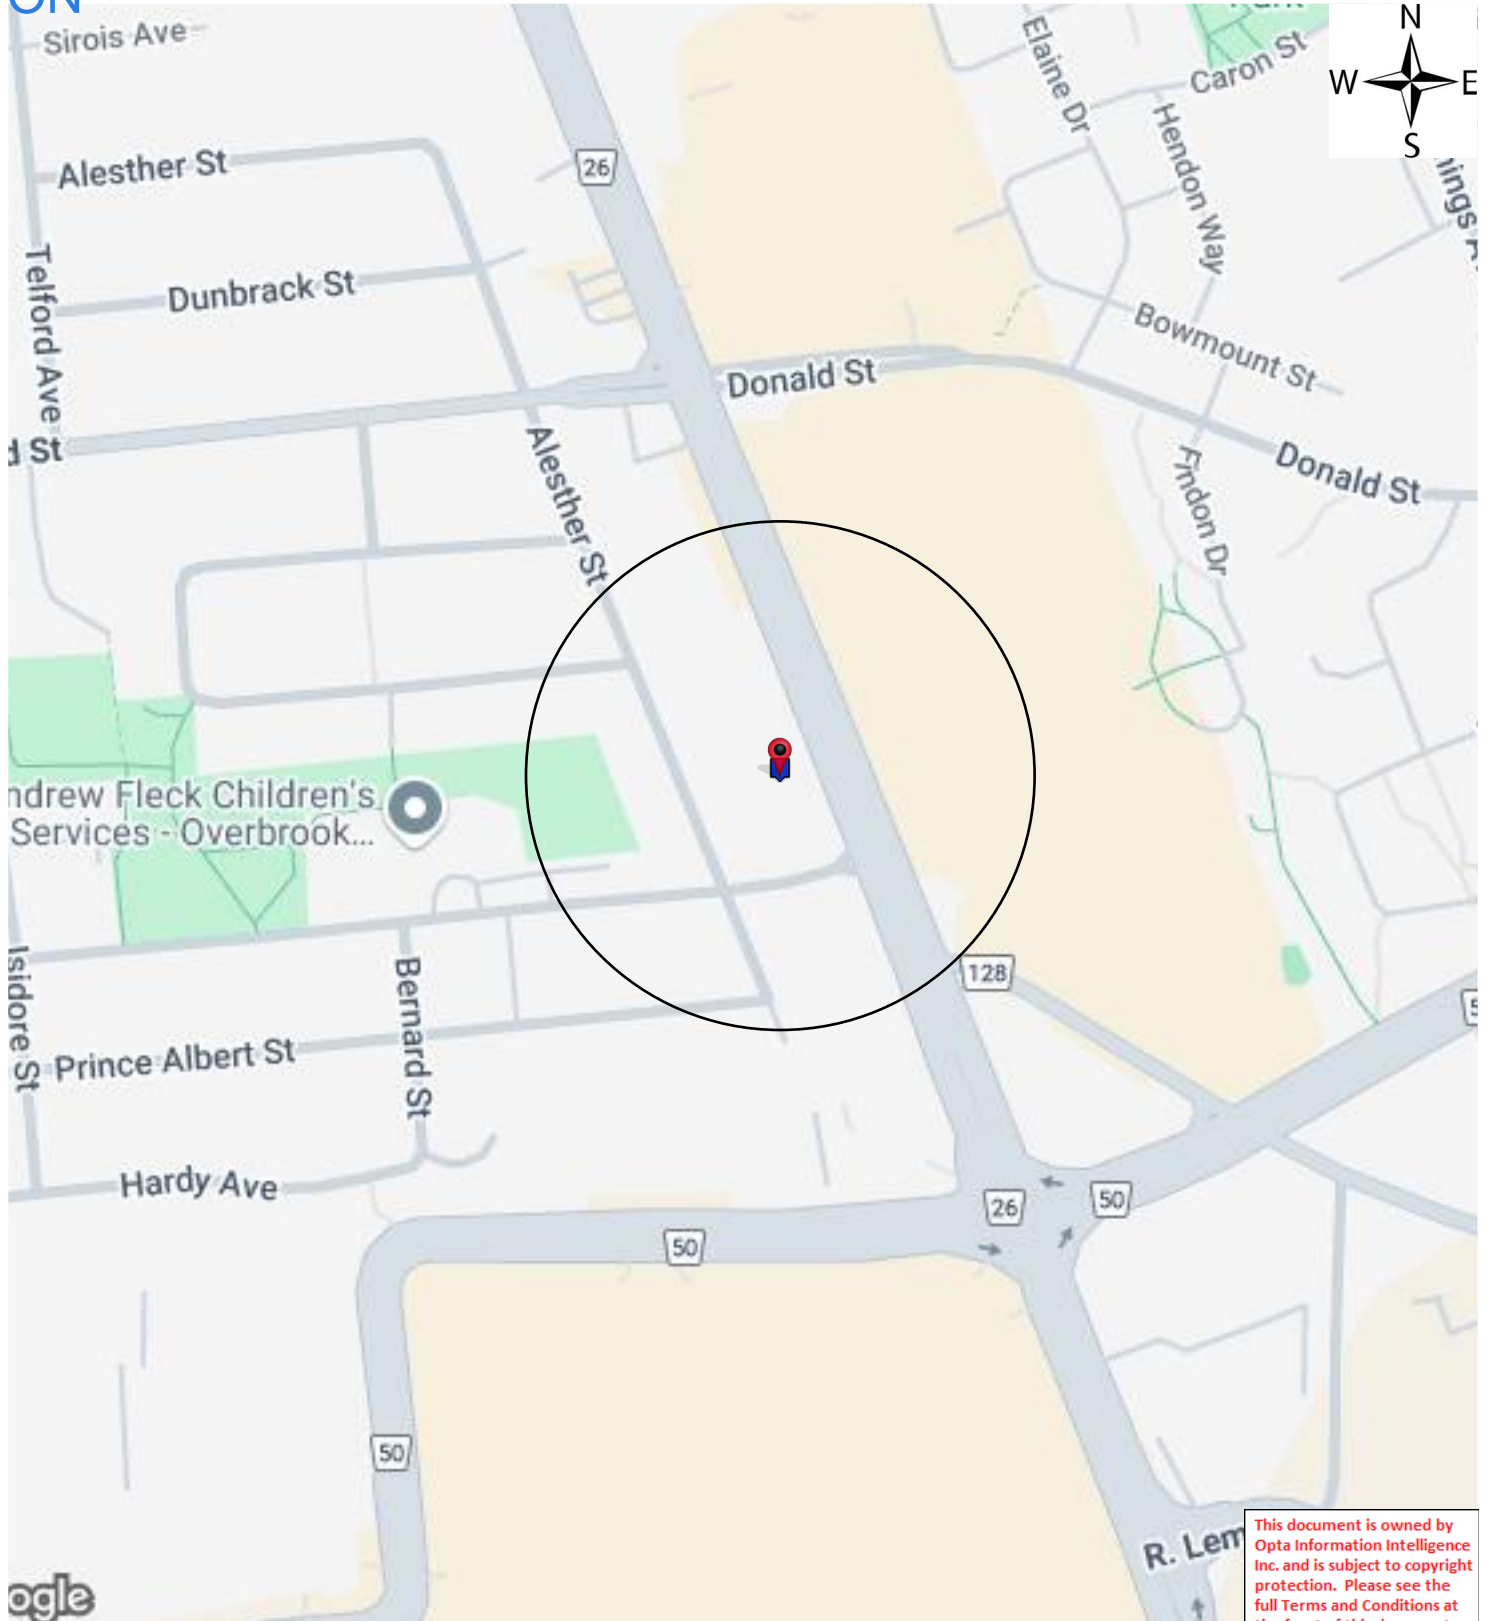 ON
N
Sirois Ave
Elaine Dr
Caron St
W
E
S
Hendon Way
26
Alesther St
Telford Ave
Dunbrack St
Bowmount St
Donald St
St
Alesther St
Findon Dr
Donald St
ndrew Fleck Children's
Services - Overbrook...
Isidore St
Bernard St
128
Prince Albert St
Hardy Ave
26
50
50
50
R. Lem
ogle
This document is owned by
Opta Information Intelligence
Inc. and is subject to copyright
protection. Please see the
full Terms and Conditions at